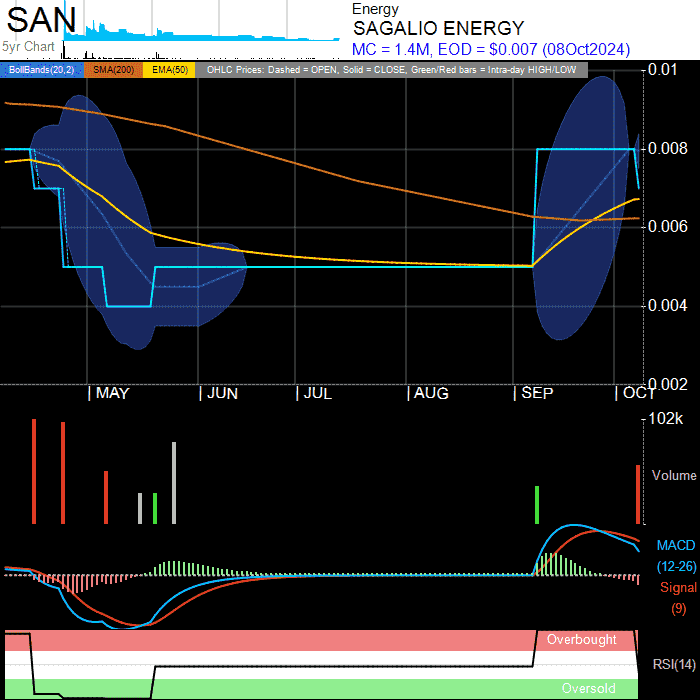 SAN
5yr Chart
Energy
SAGALIO ENERGY
MC = 1.4M, EOD = $0.007 (08Oct2024)
BollBands(20,2) SMA(200) EMA(50) OHLC Prices: Dashed = OPEN, Solid = CLOSE, Green/Red bars = Intra-day HIGH/LOW
0.01
0.008
0.006
0.004
0.002
MAY JUN JUL AUG SEP OCT
102k
Volume
MACD
(12-26)
Signal
(9)
Overbought
RSI(14)
Oversold